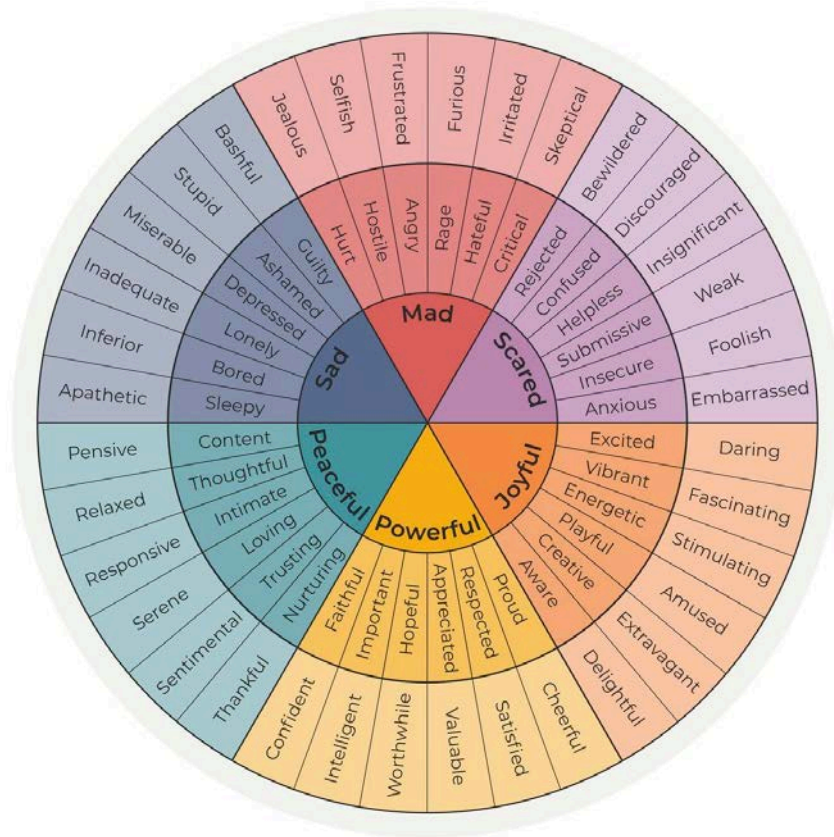 Mad
Scared
Joyful
Powerful
Peaceful
Sad
Hurt
Hostile
Angry
Rage
Hateful
Critical
Rejected
Confused
Helpless
Submissive
Insecure
Anxious
Excited
Vibrant
Energetic
Playful
Creative
Aware
Proud
Respected
Appreciated
Hopeful
Important
Faithful
Nurturing
Trusting
Loving
Intimate
Thoughtful
Content
Sleepy
Bored
Lonely
Depressed
Ashamed
Guilty
Jealous
Selfish
Frustrated
Furious
Irritated
Skeptical
Bewildered
Discouraged
Insignificant
Weak
Foolish
Embarrassed
Daring
Fascinating
Stimulating
Amused
Extravagant
Delightful
Cheerful
Satisfied
Valuable
Worthwhile
Intelligent
Confident
Thankful
Sentimental
Serene
Responsive
Relaxed
Pensive
Apathetic
Inferior
Inadequate
Miserable
Stupid
Bashful